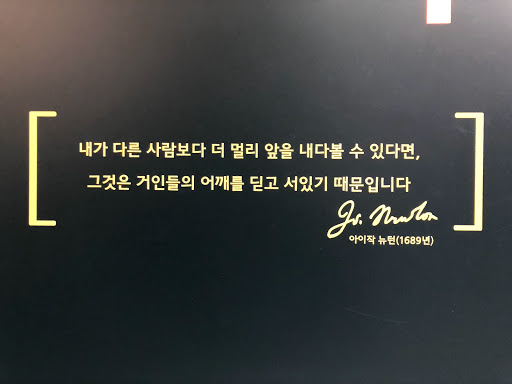 내가 다른 사람보다 더 멀리 앞을 내다볼 수 있다면,
그것은 거인들의 어깨를 딛고 서있기 때문입니다
Is. Newton
아이작 뉴턴(1689년)